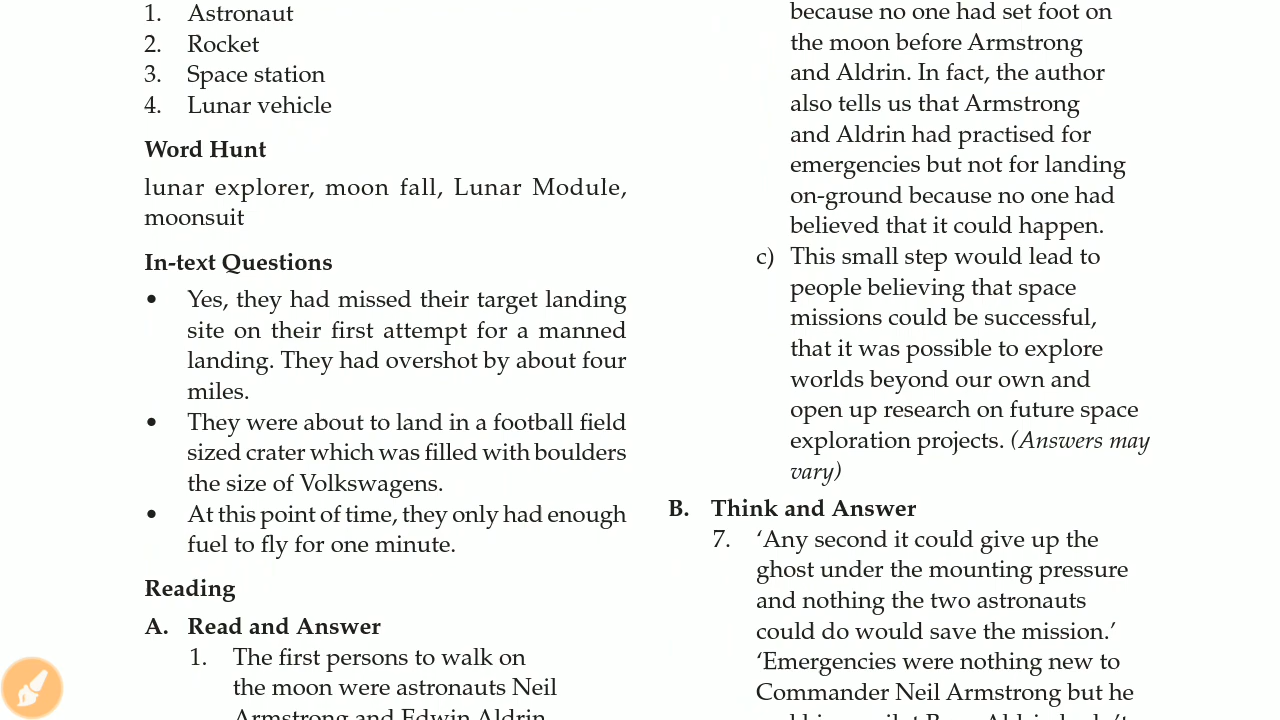 1. Astronaut
2. Rocket
3. Space station
4. Lunar vehicle
Word Hunt
lunar explorer, moon fall, Lunar Module,
moonsuit
In-text Questions
• Yes, they had missed their target landing
site on their first attempt for a manned
landing. They had overshot by about four
miles.
• They were about to land in a football field
sized crater which was filled with boulders
the size of Volkswagens.
• At this point of time, they only had enough
fuel to fly for one minute.
Reading
A. Read and Answer
1. The first persons to walk on
the moon were astronauts Neil
Armstrong and Edwin Aldrin
because no one had set foot on
the moon before Armstrong
and Aldrin. In fact, the author
also tells us that Armstrong
and Aldrin had practised for
emergencies but not for landing
on-ground because no one had
believed that it could happen.
c) This small step would lead to
people believing that space
missions could be successful,
that it was possible to explore
worlds beyond our own and
open up research on future space
exploration projects. (Answers may
vary)
B. Think and Answer
7. ‘Any second it could give up the
ghost under the mounting pressure
and nothing the two astronauts
could do would save the mission.’
‘Emergencies were nothing new to
Commander Neil Armstrong but he